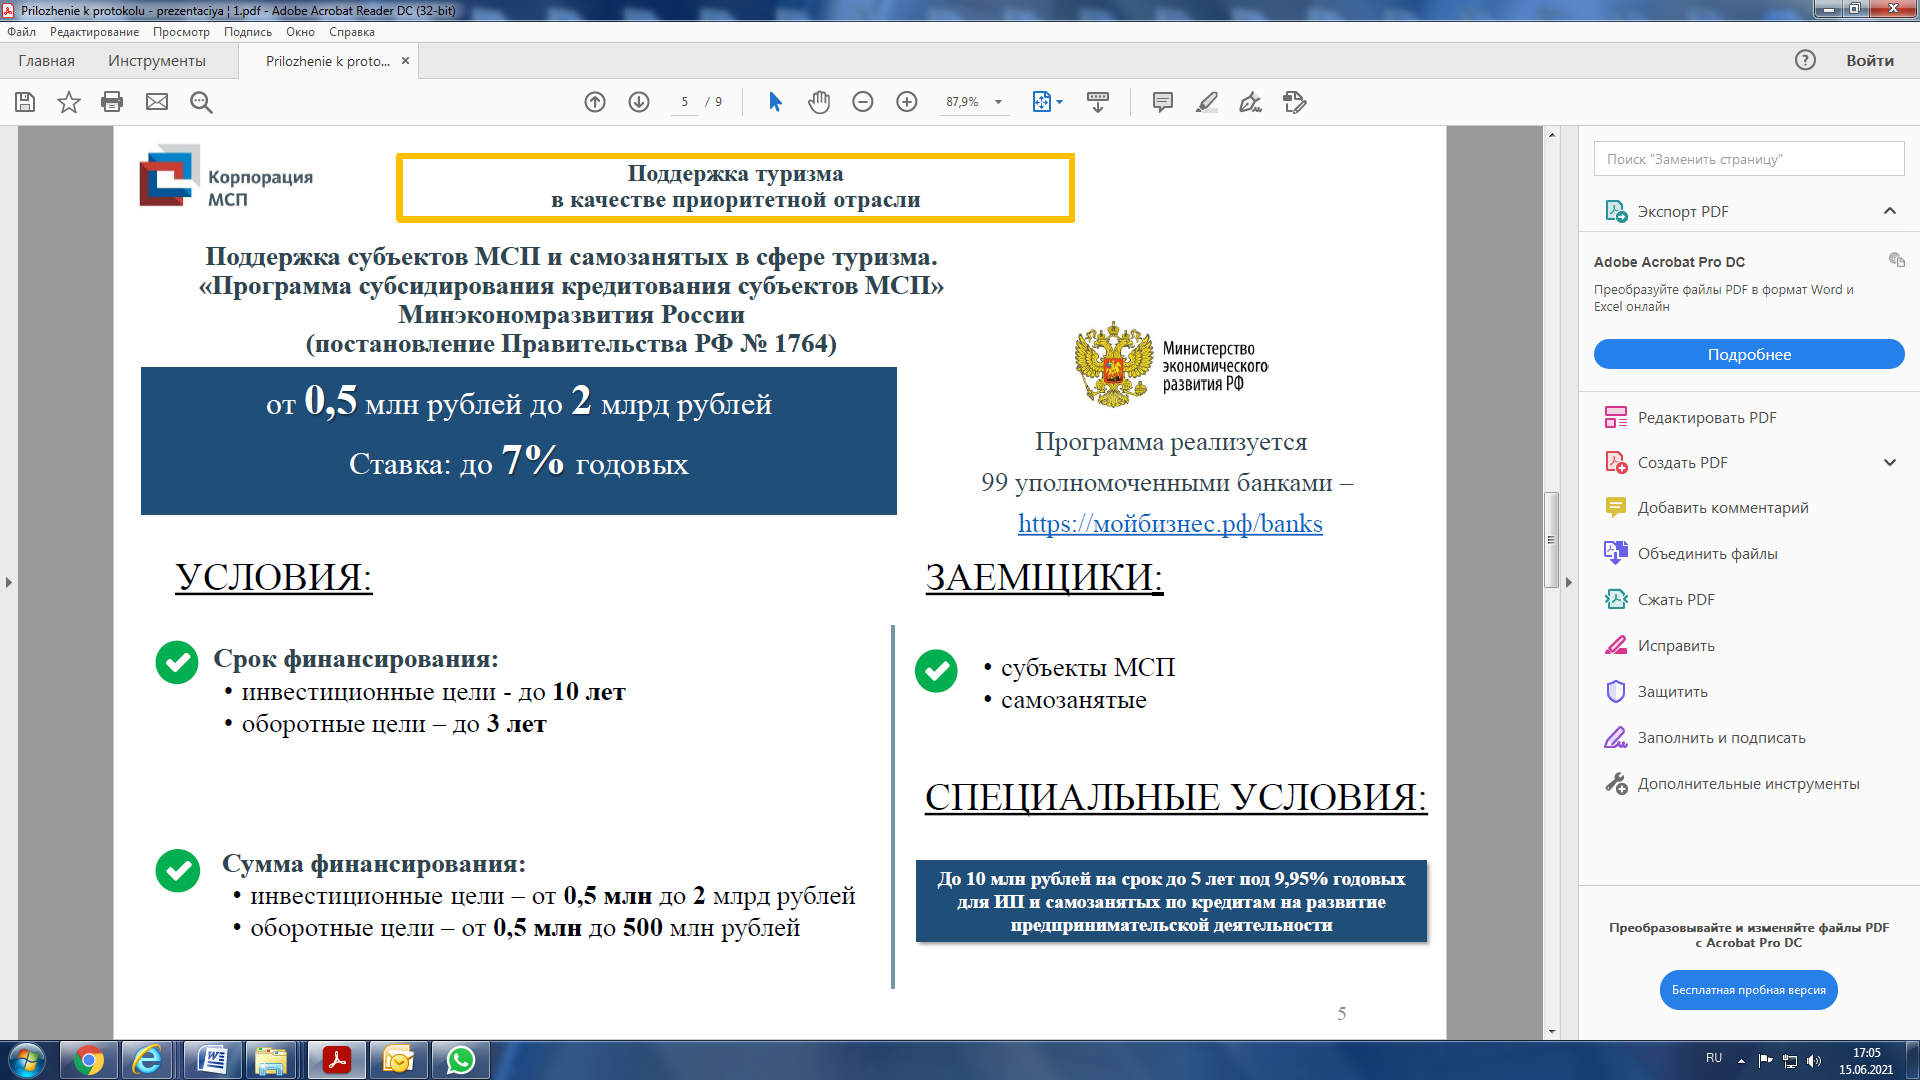 Prilozhenie k protokolu - prezentaciya ¦ 1.pdf - Adobe Acrobat Reader DC (32-bit)
Файл Редактирование Просмотр Подпись Окно Справка
Главная Инструменты Prilozhenie k proto... × ? Войти
5 / 9 87,9%
Корпорация
МСП
Поддержка туризма
в качестве приоритетной отрасли
Поддержка субъектов МСП и самозанятых в сфере туризма.
«Программа субсидирования кредитования субъектов МСП»
Минэкономразвития России
(постановление Правительства РФ № 1764)
от 0,5 млн рублей до 2 млрд рублей
Ставка: до 7% годовых
Министерство
экономического
развития РФ
Программа реализуется
99 уполномоченными банками –
https://мойбизнес.рф/banks
УСЛОВИЯ:
Срок финансирования:
• инвестиционные цели - до 10 лет
• оборотные цели – до 3 лет
Сумма финансирования:
• инвестиционные цели – от 0,5 млн до 2 млрд рублей
• оборотные цели – от 0,5 млн до 500 млн рублей
ЗАЕМЩИКИ:
• субъекты МСП
• самозанятые
СПЕЦИАЛЬНЫЕ УСЛОВИЯ:
До 10 млн рублей на срок до 5 лет под 9,95% годовых
для ИП и самозанятых по кредитам на развитие
предпринимательской деятельности
5
Поиск "Заменить страницу"
Экспорт PDF
Adobe Acrobat Pro DC
Преобразуйте файлы PDF в формат Word и
Excel онлайн
Подробнее
Редактировать PDF
Создать PDF
Добавить комментарий
Объединить файлы
Сжать PDF
Исправить
Защитить
Заполнить и подписать
Дополнительные инструменты
Преобразовывайте и изменяйте файлы PDF
с Acrobat Pro DC
Бесплатная пробная версия
RU
17:05
15.06.2021